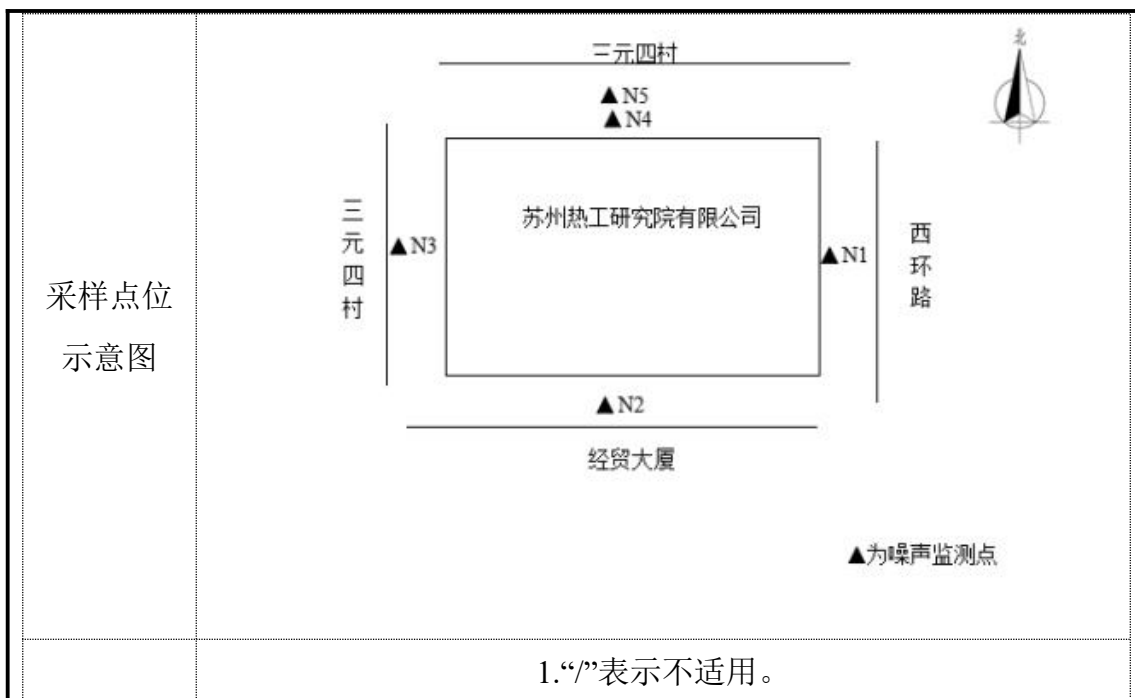 北
三元四村
▲N5
▲N4
采样点位
示意图
三元四村
▲N3
苏州热工研究院有限公司
▲N1
西环路
▲N2
经贸大厦
▲为噪声监测点
1.“/”表示不适用。